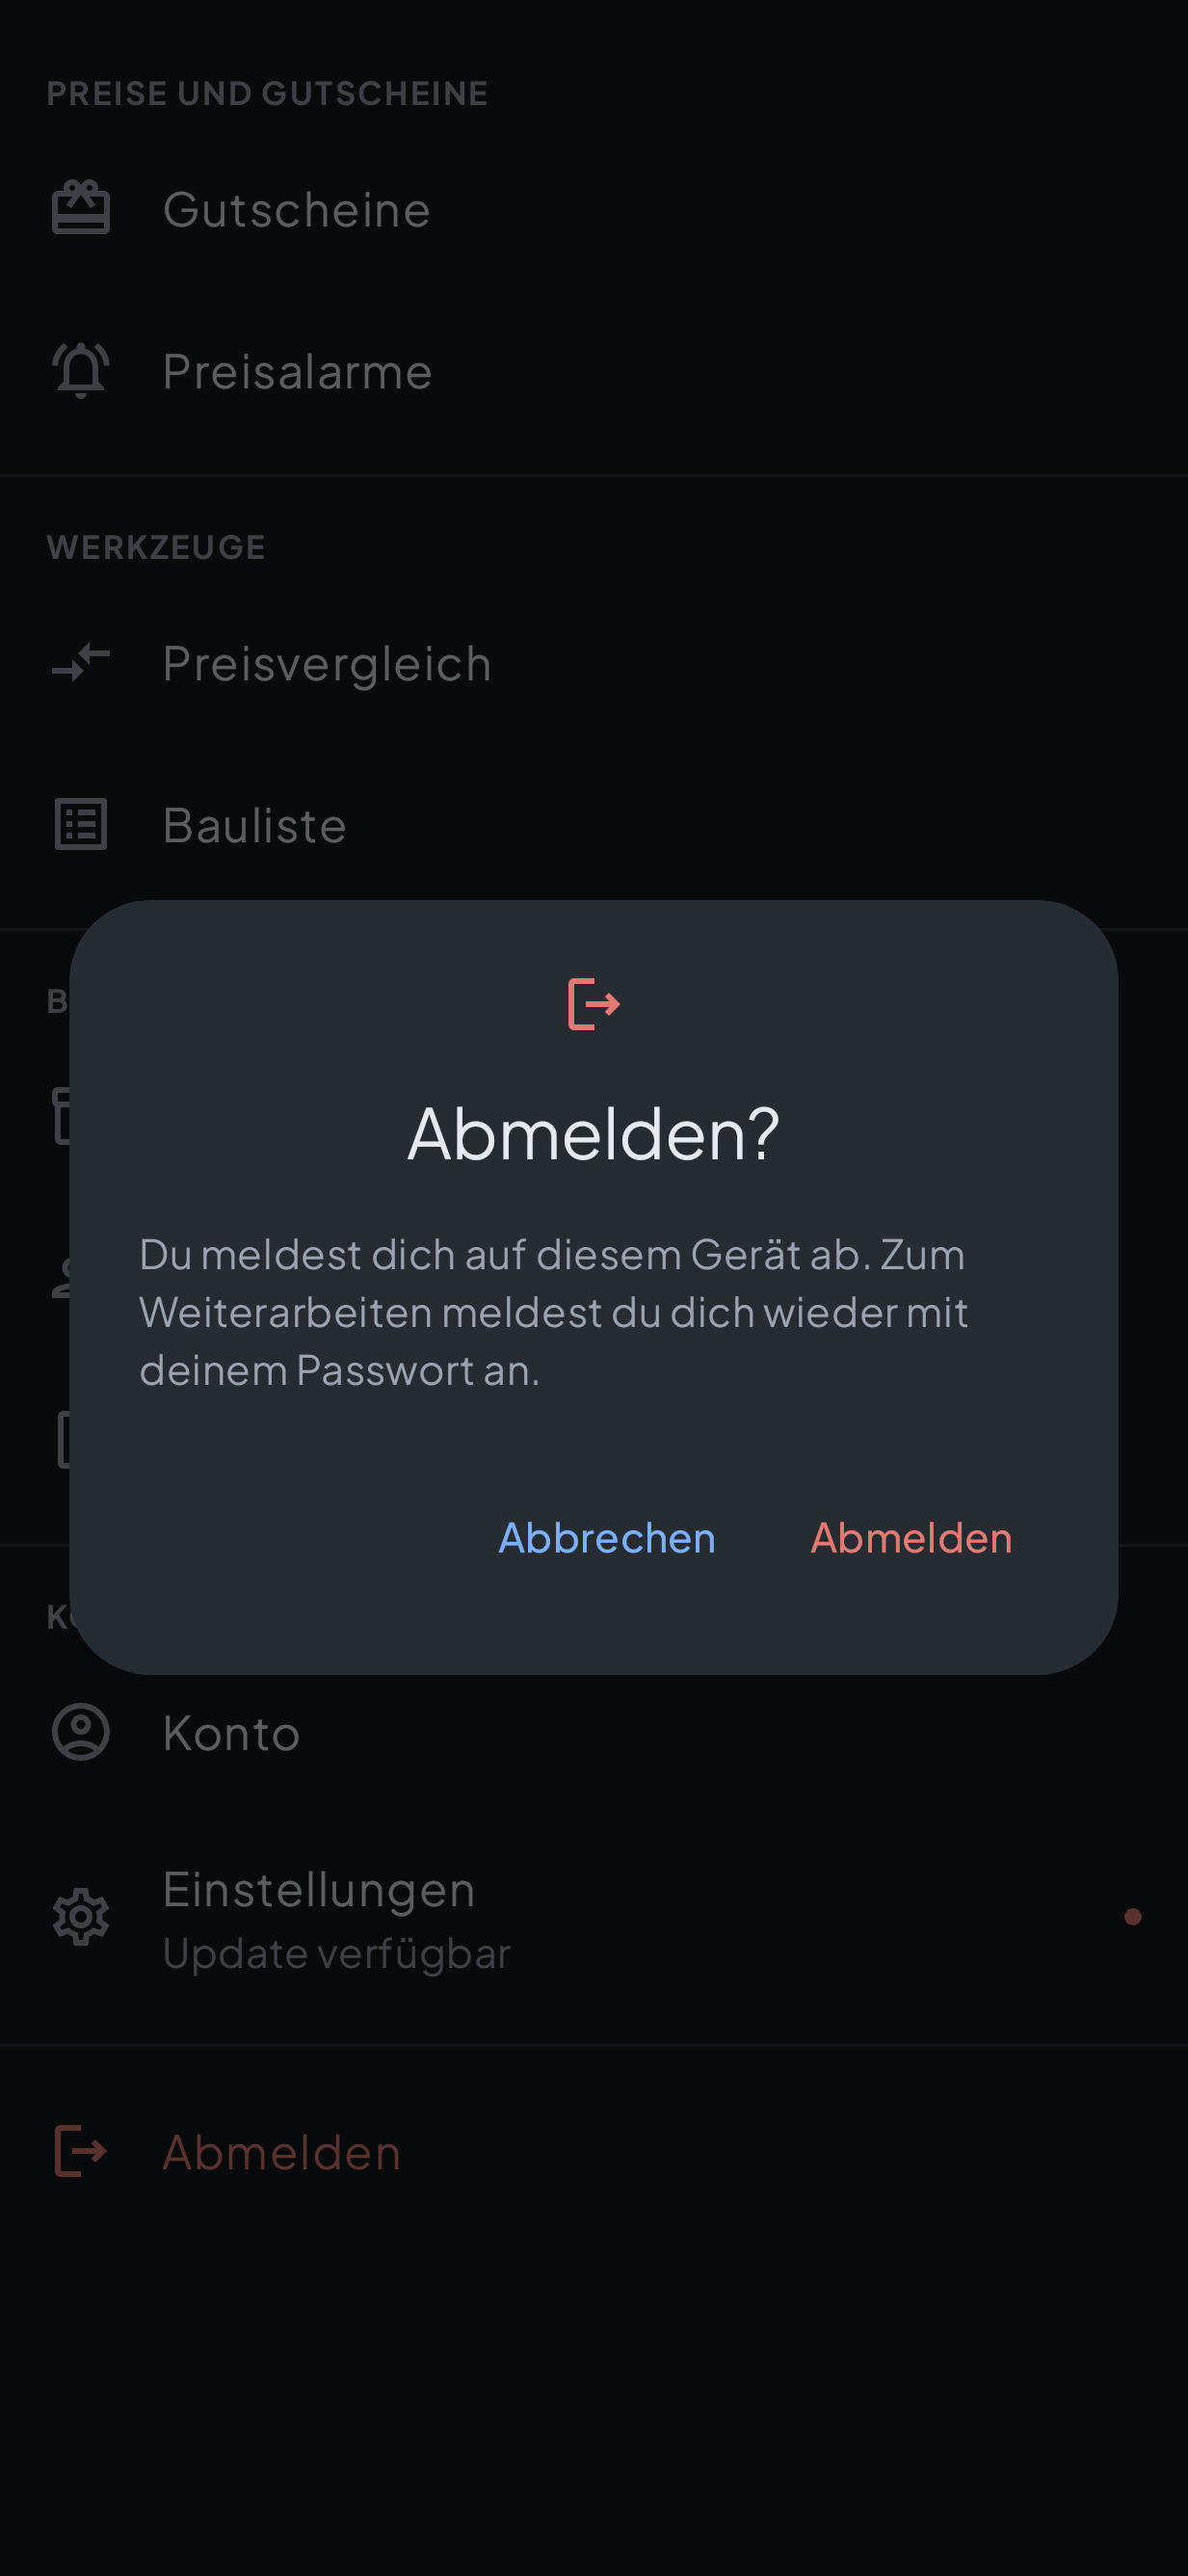 PREISE UND GUTSCHEINE
Gutscheine
Preisalarme
WERKZEUGE
Preisvergleich
Bauliste
Abmelden?
Du meldest dich auf diesem Gerät ab. Zum
Weiterarbeiten meldest du dich wieder mit
deinem Passwort an.
Abbrechen Abmelden
Konto
Einstellungen
Update verfügbar
Abmelden